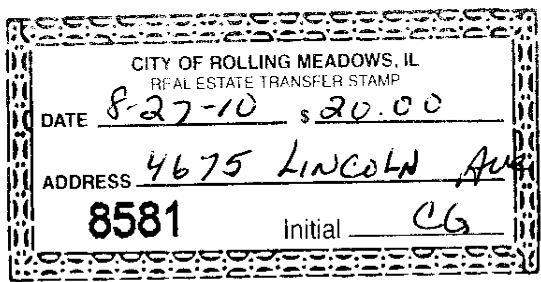 CITY OF ROLLING MEADOWS, IL
REAL ESTATE TRANSFER STAMP
DATE 8-27-10 $ 20.00
ADDRESS 4675 LINCOLN Ave
8581 Initial CG